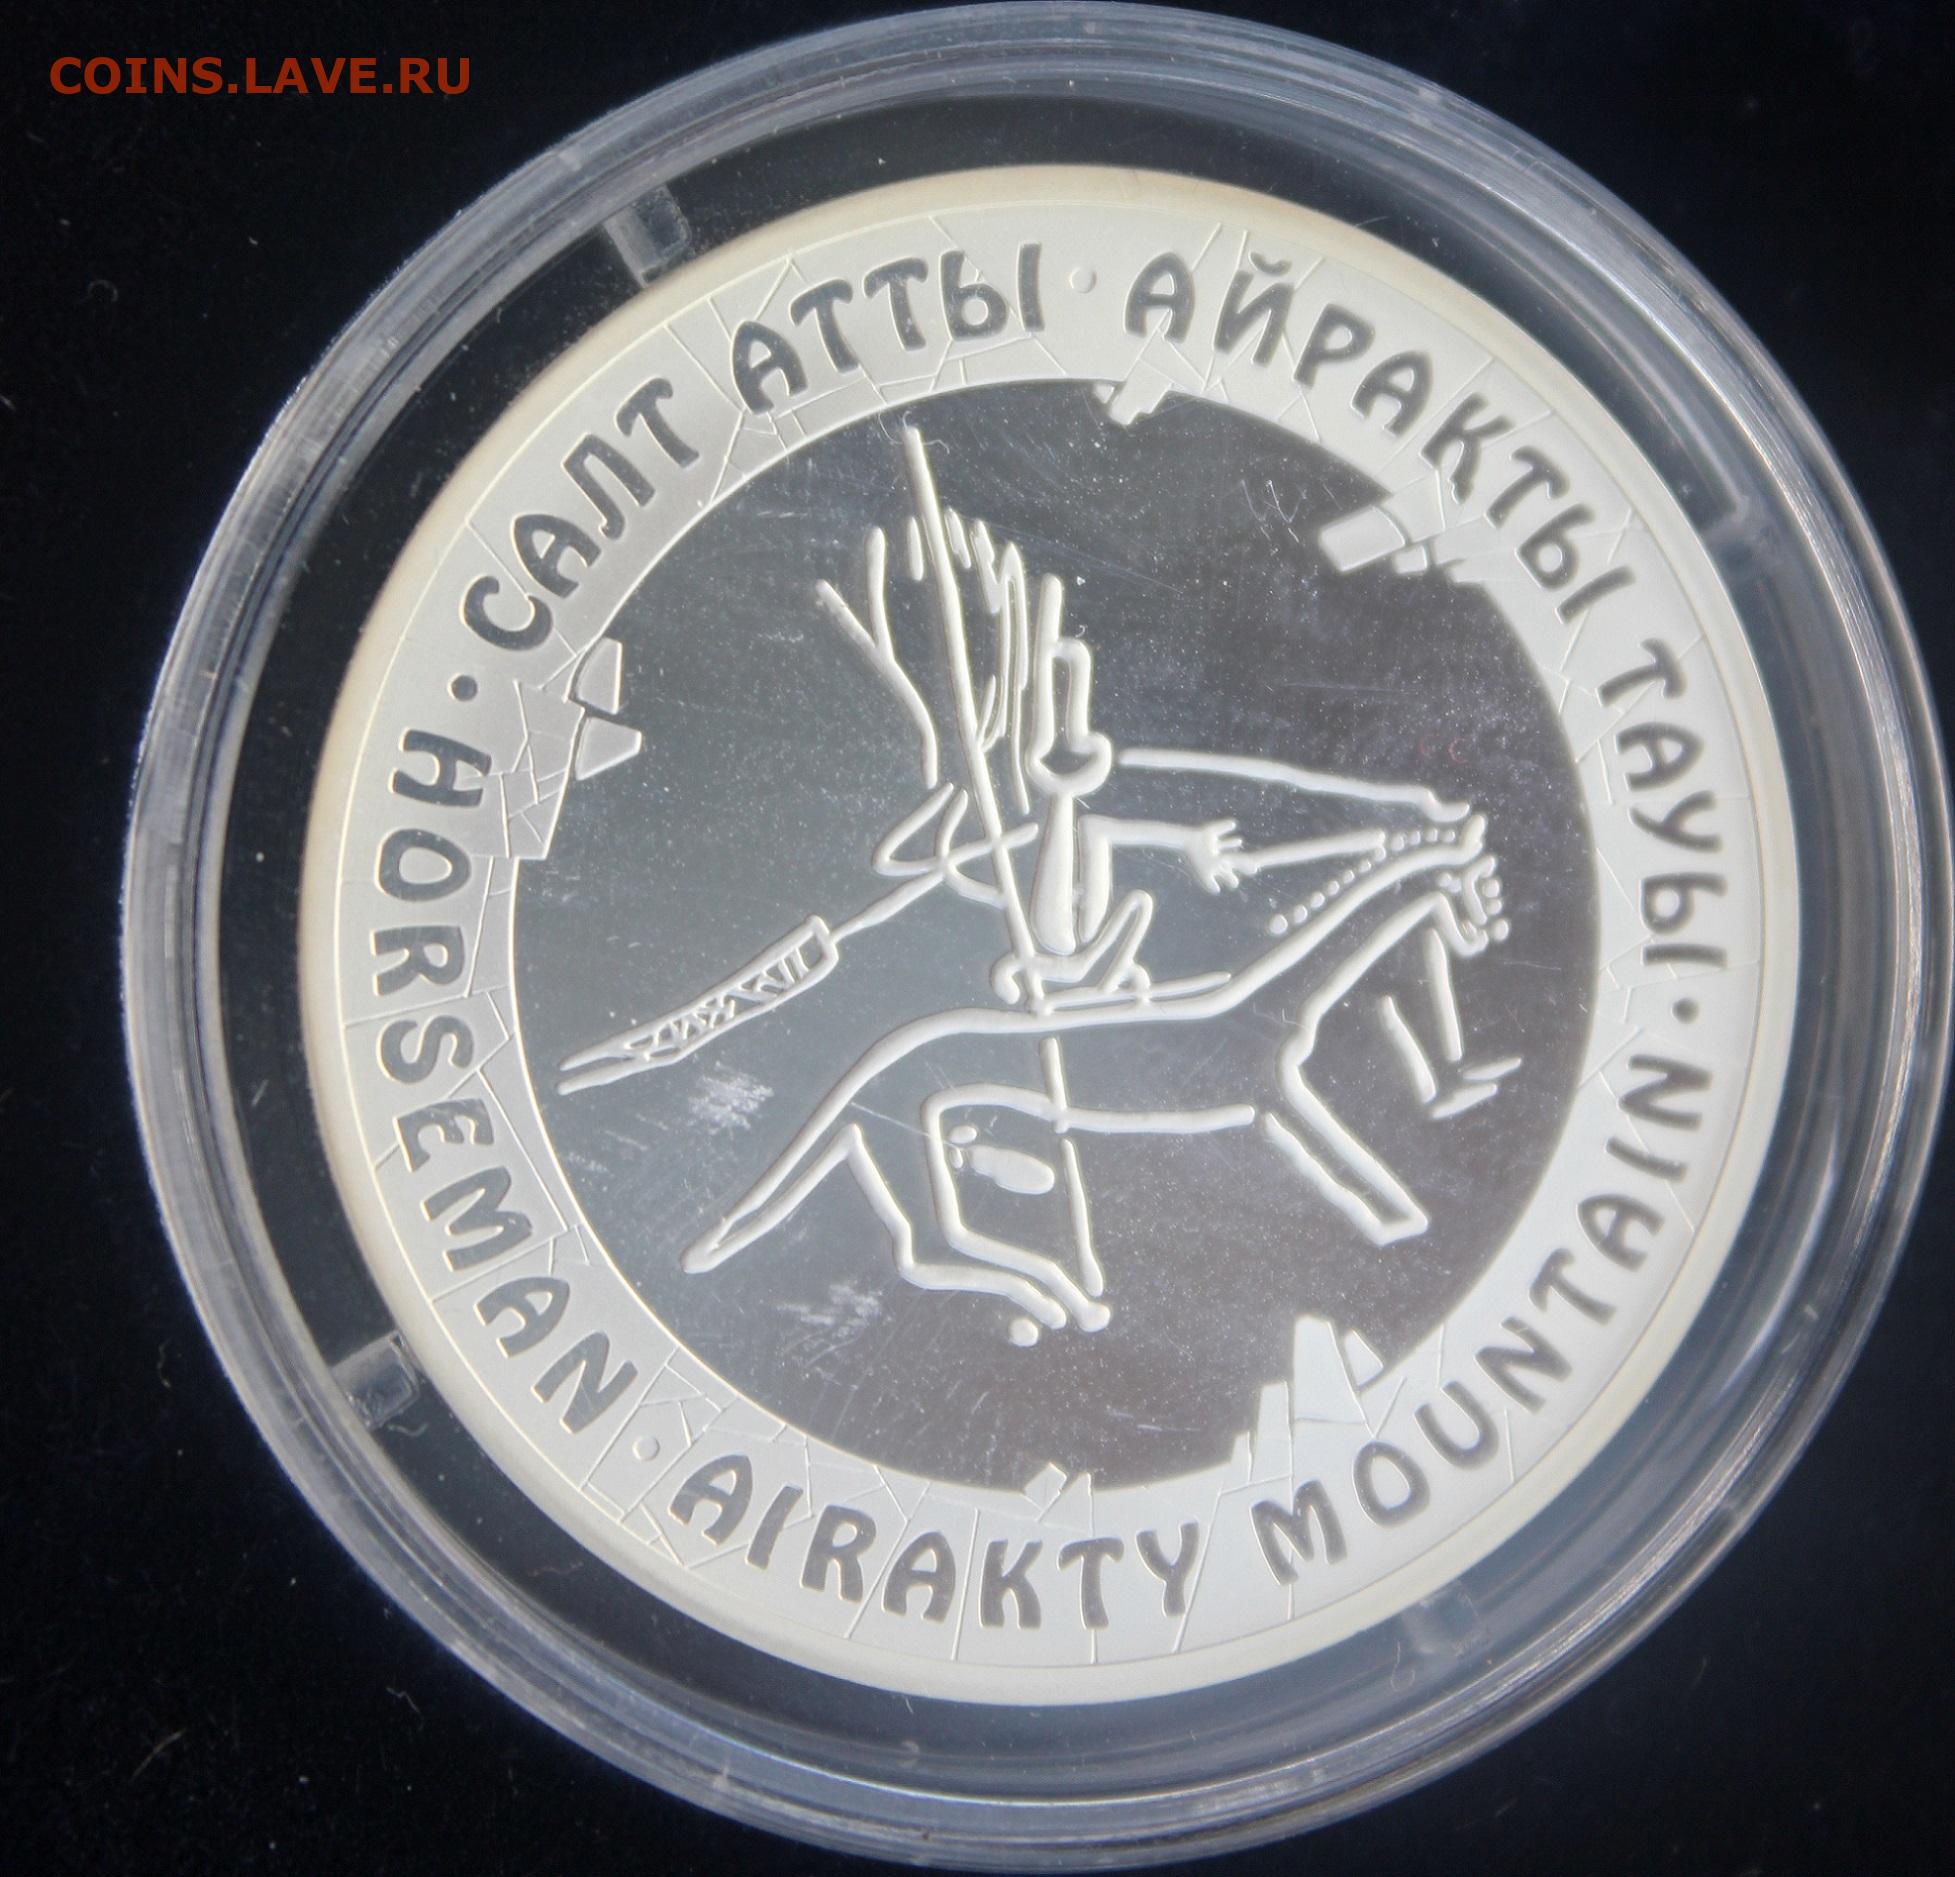 COINS.LAVE.RU
САЛТ АТТЫ · АЙРАКТЫ ТАУЫ ·
HORSEMAN · AIRAKTY MOUNTAIN ·